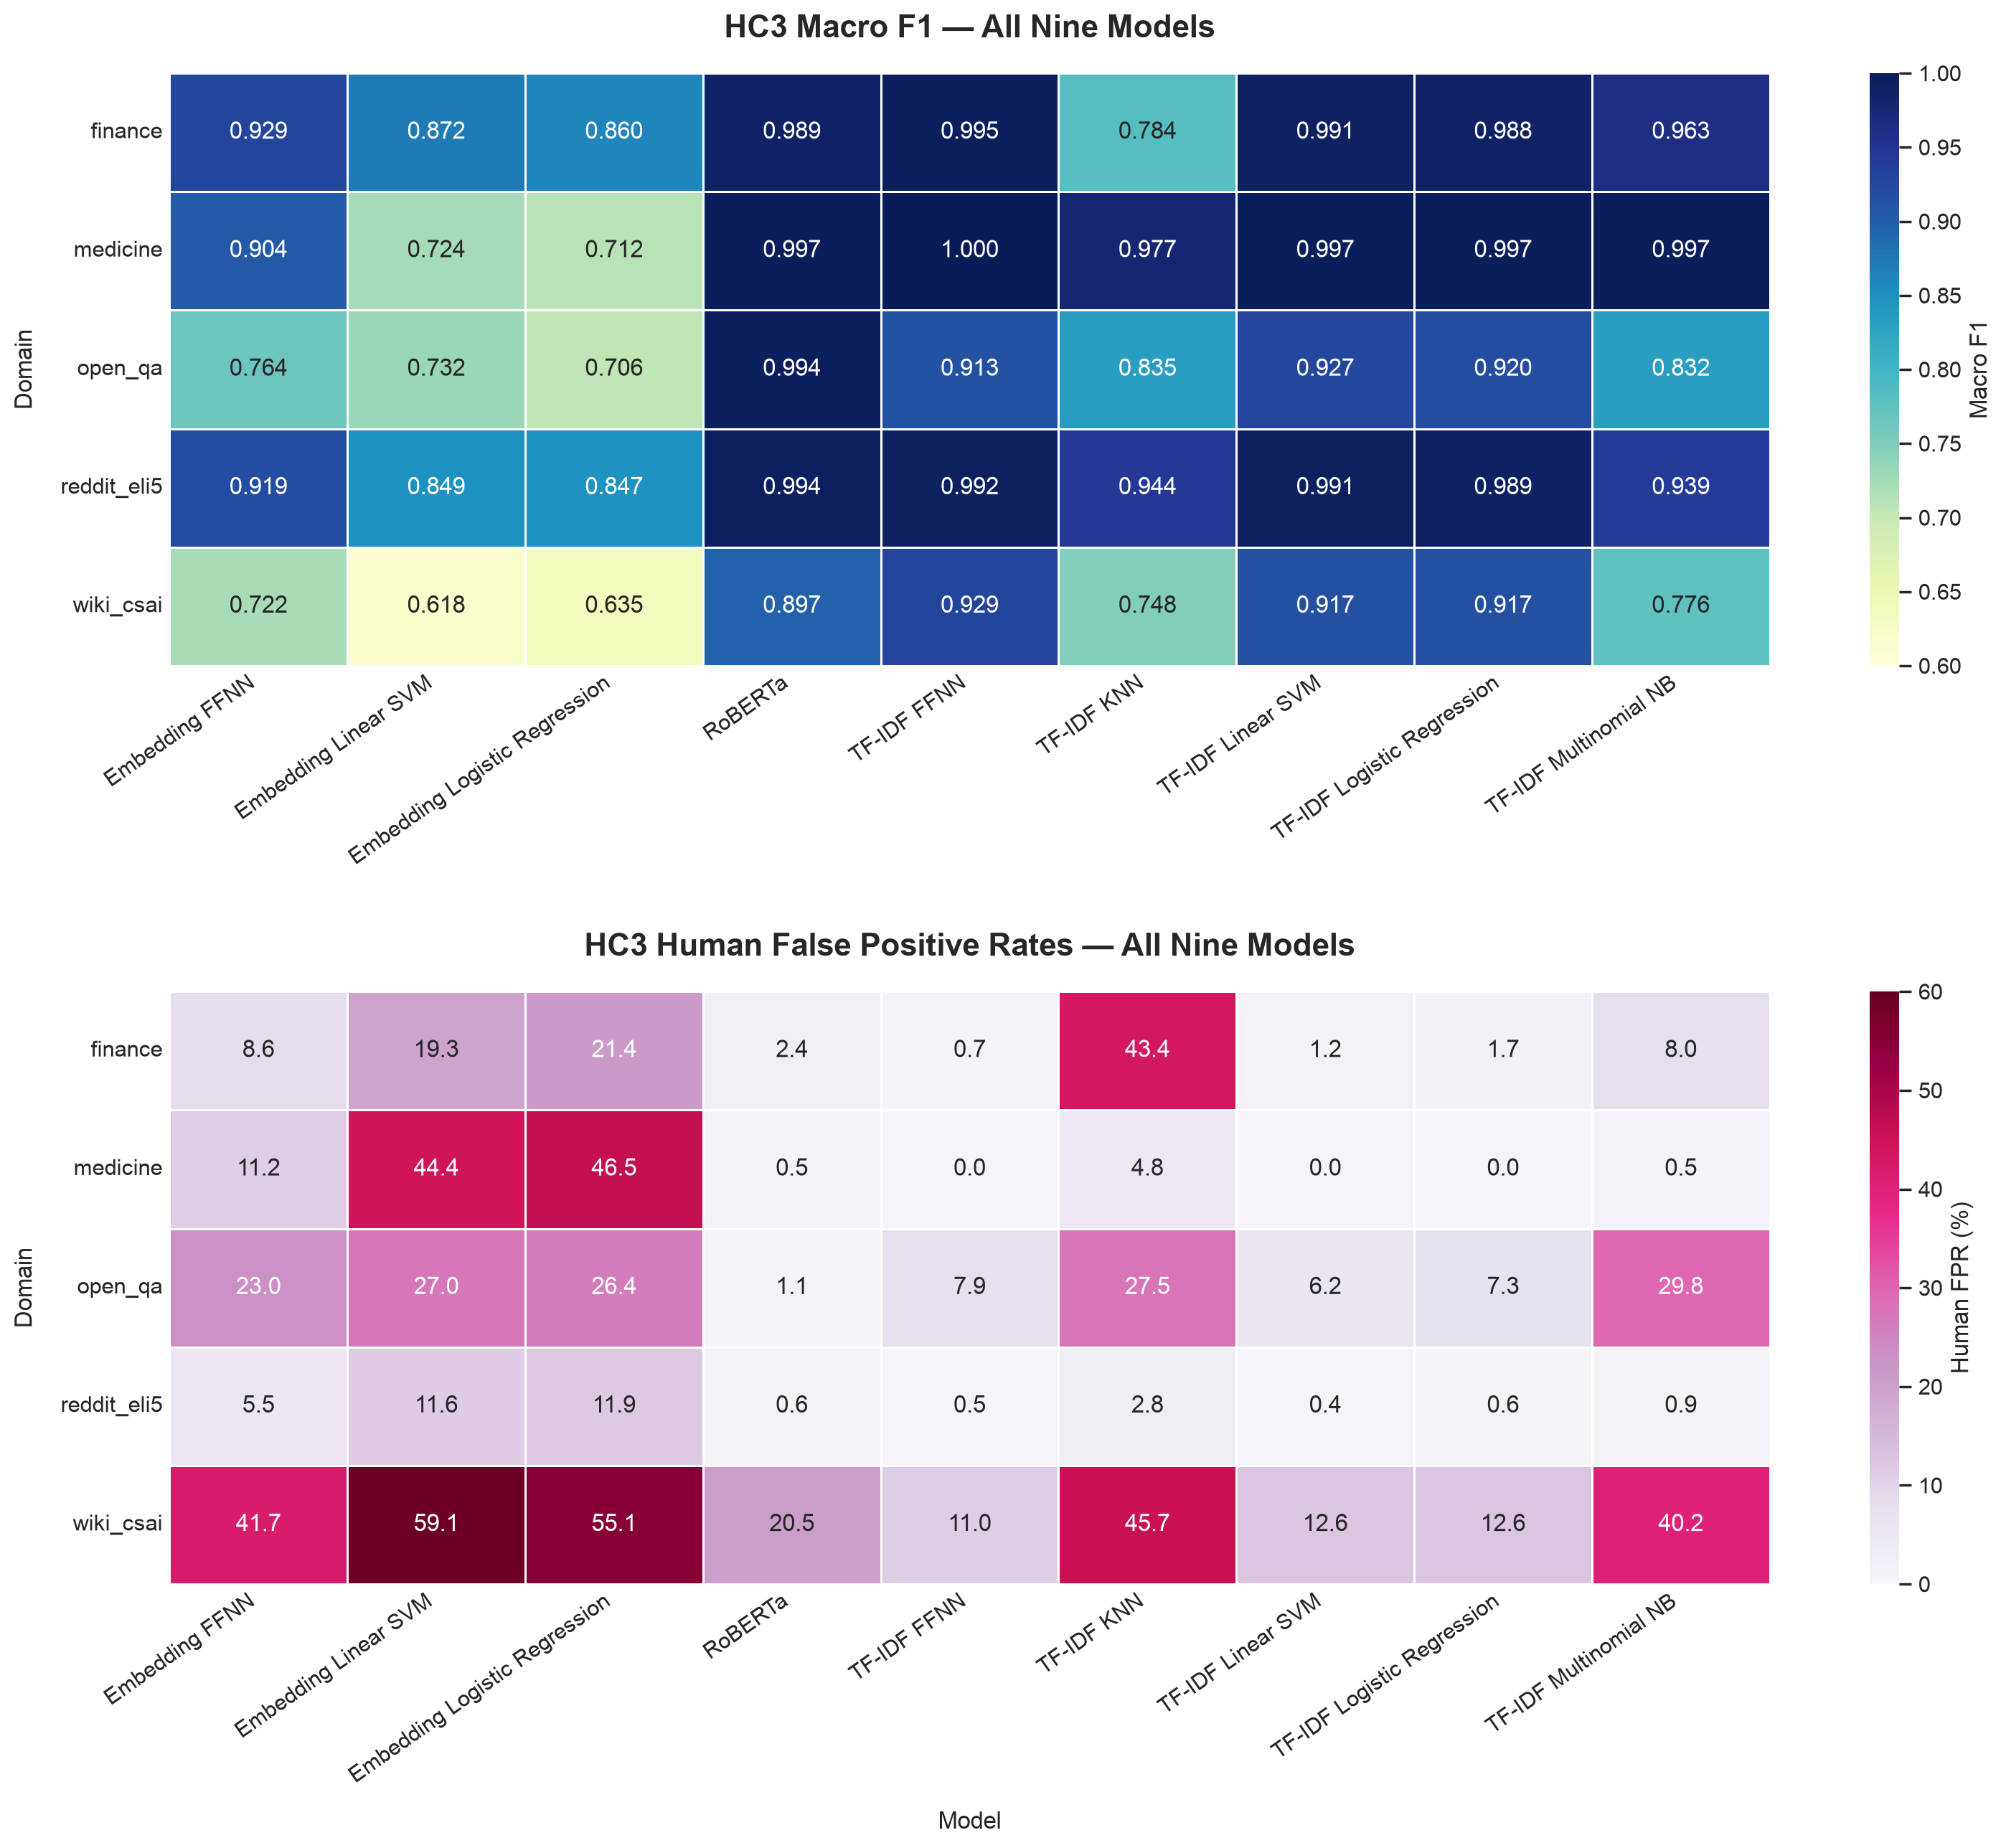 HC3 Macro F1 — All Nine Models
Domain
finance 0.929 0.872 0.860 0.989 0.995 0.784 0.991 0.988 0.963
medicine 0.904 0.724 0.712 0.997 1.000 0.977 0.997 0.997 0.997
open_qa 0.764 0.732 0.706 0.994 0.913 0.835 0.927 0.920 0.832
reddit_eli5 0.919 0.849 0.847 0.994 0.992 0.944 0.991 0.989 0.939
wiki_csai 0.722 0.618 0.635 0.897 0.929 0.748 0.917 0.917 0.776
Embedding FFNN
Embedding Linear SVM
Embedding Logistic Regression
RoBERTa
TF-IDF FFNN
TF-IDF KNN
TF-IDF Linear SVM
TF-IDF Logistic Regression
TF-IDF Multinomial NB
1.00
0.95
0.90
0.85
0.80
0.75
0.70
0.65
0.60
Macro F1
HC3 Human False Positive Rates — All Nine Models
Domain
finance 8.6 19.3 21.4 2.4 0.7 43.4 1.2 1.7 8.0
medicine 11.2 44.4 46.5 0.5 0.0 4.8 0.0 0.0 0.5
open_qa 23.0 27.0 26.4 1.1 7.9 27.5 6.2 7.3 29.8
reddit_eli5 5.5 11.6 11.9 0.6 0.5 2.8 0.4 0.6 0.9
wiki_csai 41.7 59.1 55.1 20.5 11.0 45.7 12.6 12.6 40.2
Embedding FFNN
Embedding Linear SVM
Embedding Logistic Regression
RoBERTa
TF-IDF FFNN
TF-IDF KNN
TF-IDF Linear SVM
TF-IDF Logistic Regression
TF-IDF Multinomial NB
60
50
40
30
20
10
0
Human FPR (%)
Model